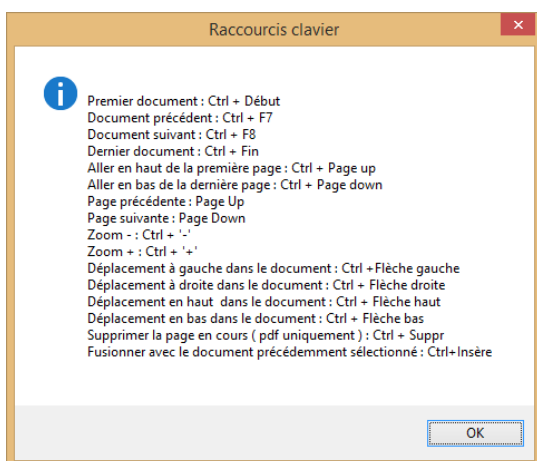 Raccourcis clavier
Premier document : Ctrl + Début
Document précédent : Ctrl + F7
Document suivant : Ctrl + F8
Dernier document : Ctrl + Fin
Aller en haut de la première page : Ctrl + Page up
Aller en bas de la dernière page : Ctrl + Page down
Page précédente : Page Up
Page suivante : Page Down
Zoom - : Ctrl + '-'
Zoom + : Ctrl + '+'
Déplacement à gauche dans le document : Ctrl +Flèche gauche
Déplacement à droite dans le document : Ctrl + Flèche droite
Déplacement en haut  dans le document : Ctrl + Flèche haut
Déplacement en bas dans le document : Ctrl + Flèche bas
Supprimer la page en cours ( pdf uniquement ) : Ctrl + Suppr
Fusionner avec le document précédemment sélectionné : Ctrl+Insère
OK